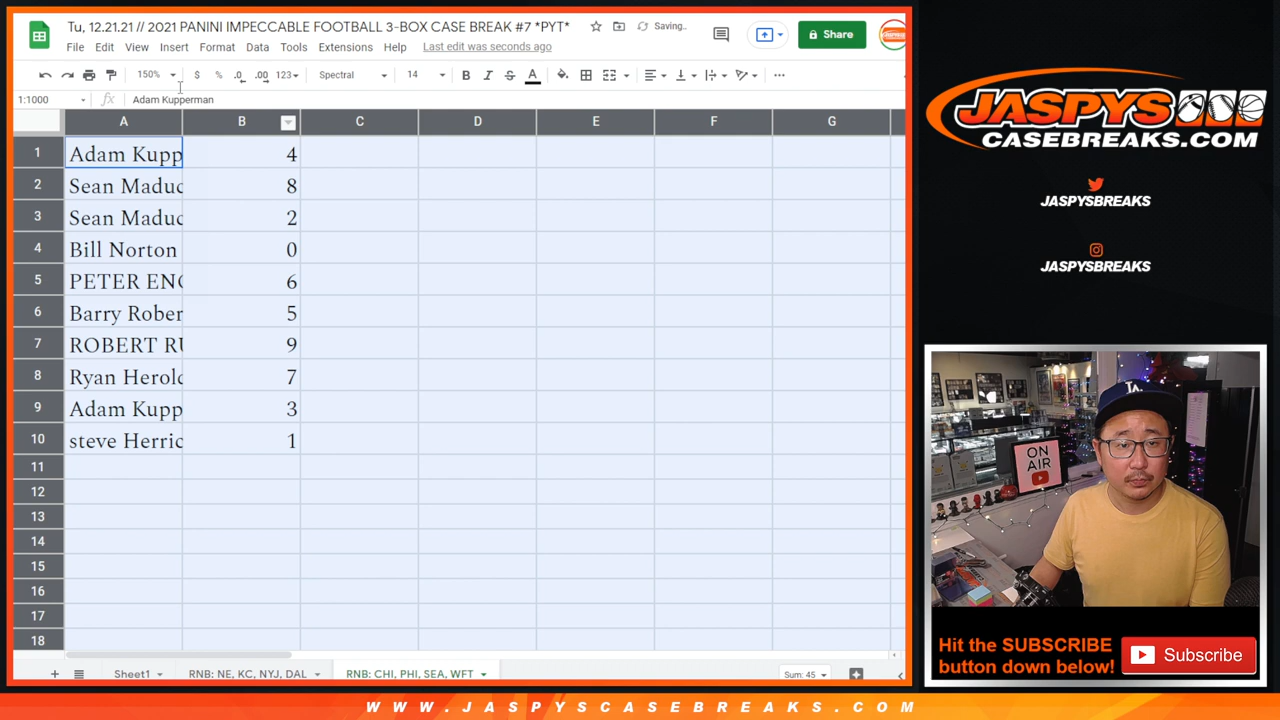 Tu, 12.21.21 // 2021 PANINI IMPECCABLE FOOTBALL 3-BOX CASE BREAK #7 *PYT*
Saving...
Share
File Edit View Insert Format Data Tools Extensions Help Last edit was seconds ago
150% $ % .0 .00 123 Spectral 14 B I S A
1:1000 fx Adam Kupperman
A B C D E F G
1 Adam Kupp 4
2 Sean Maduc 8
3 Sean Maduc 2
4 Bill Norton 0
5 PETER ENG 6
6 Barry Rober 5
7 ROBERT RU 9
8 Ryan Herold 7
9 Adam Kupp 3
10 steve Herric 1
11
12
13
14
15
16
17
18
Sheet1 RNB: NE, KC, NYJ, DAL RNB: CHI, PHI, SEA, WFT Sum: 45
JASPYS
CASEBREAKS.COM
JASPYSBREAKS
JASPYSBREAKS
LA
ON
AIR
Hit the SUBSCRIBE
button down below!
Subscribe
WWW.JASPYSCASEBREAKS.COM